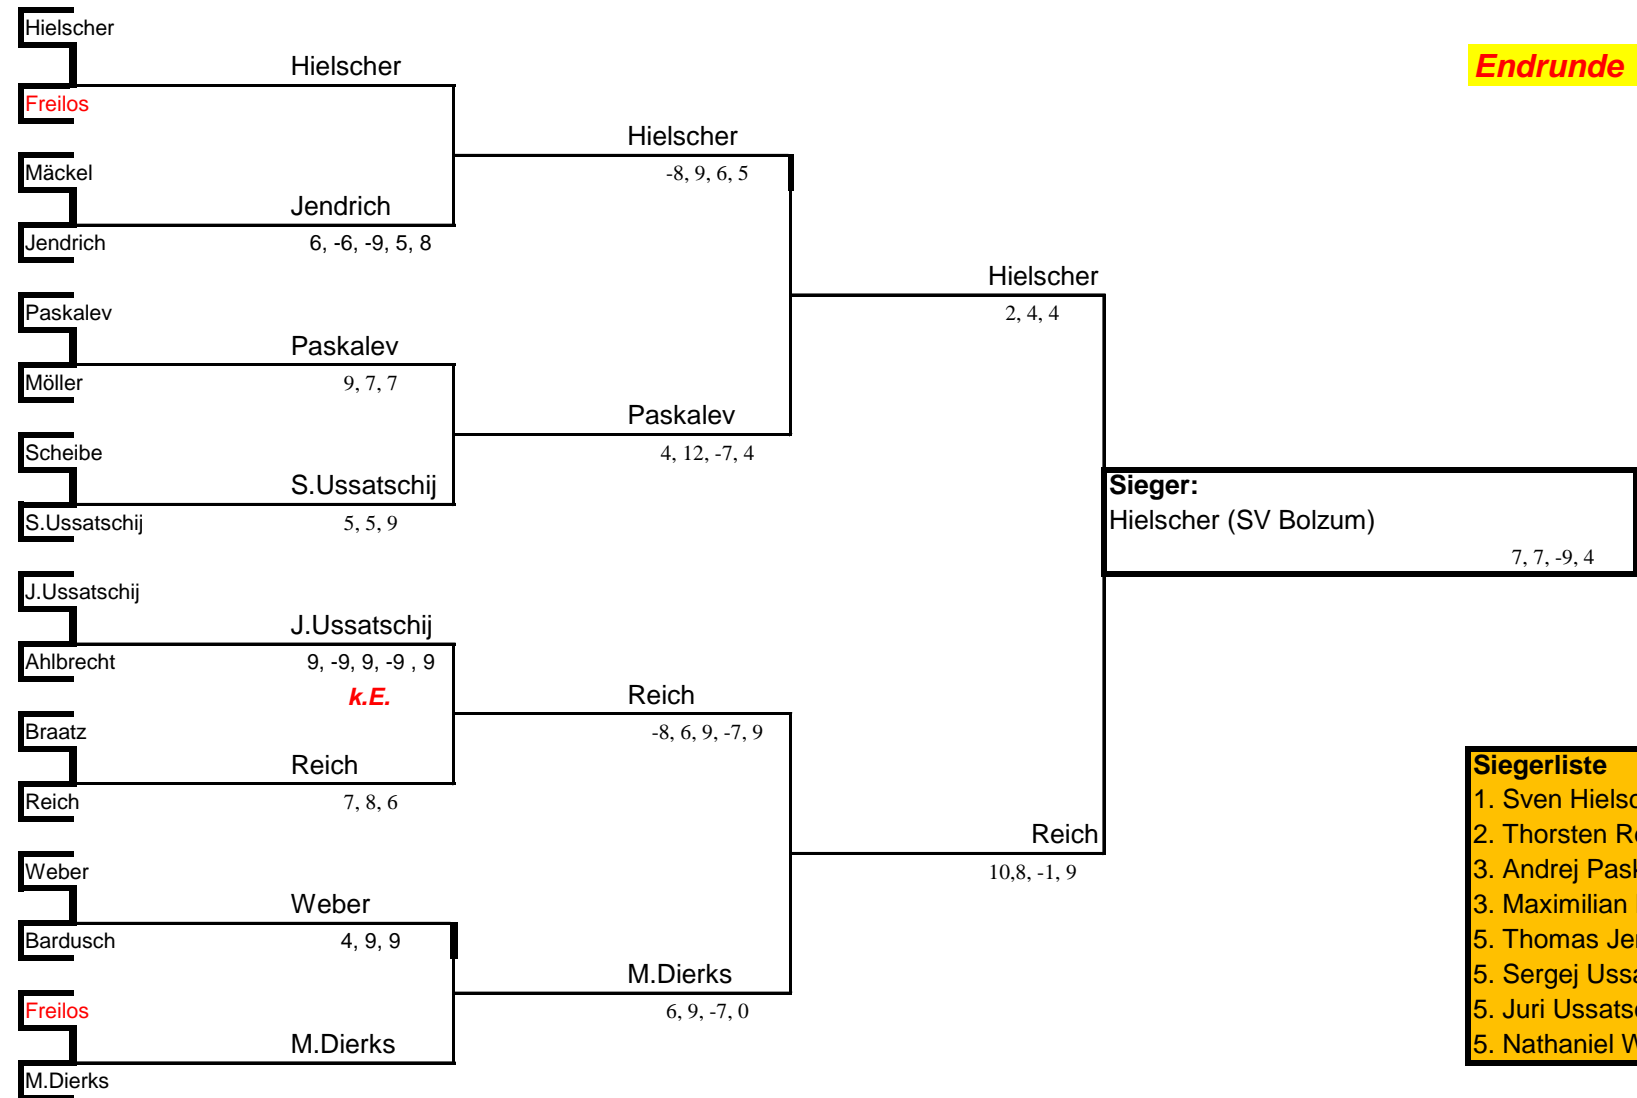 Hielscher
Hielscher
Endrunde
Freilos
Hielscher
Mäckel
-8, 9, 6, 5
Jendrich
Jendrich
6, -6, -9, 5, 8
Hielscher
Paskalev
2, 4, 4
Paskalev
Möller
9, 7, 7
Paskalev
Scheibe
4, 12, -7, 4
S.Ussatschij
Sieger:
S.Ussatschij
5, 5, 9
Hielscher (SV Bolzum)
7, 7, -9, 4
J.Ussatschij
J.Ussatschij
Ahlbrecht
9, -9, 9, -9 , 9
k.E.
Reich
Braatz
-8, 6, 9, -7, 9
Reich
Siegerliste
Reich
7, 8, 6
1. Sven
2. Thorsten
Reich
3. Andrej
Weber
10,8, -1, 9
3. Maximilian
Weber
Bardusch
4, 9, 9
5. Thomas
M.Dierks
5. Sergej
Freilos
6, 9, -7, 0
5. Juri
M.Dierks
5. Nathaniel
M.Dierks